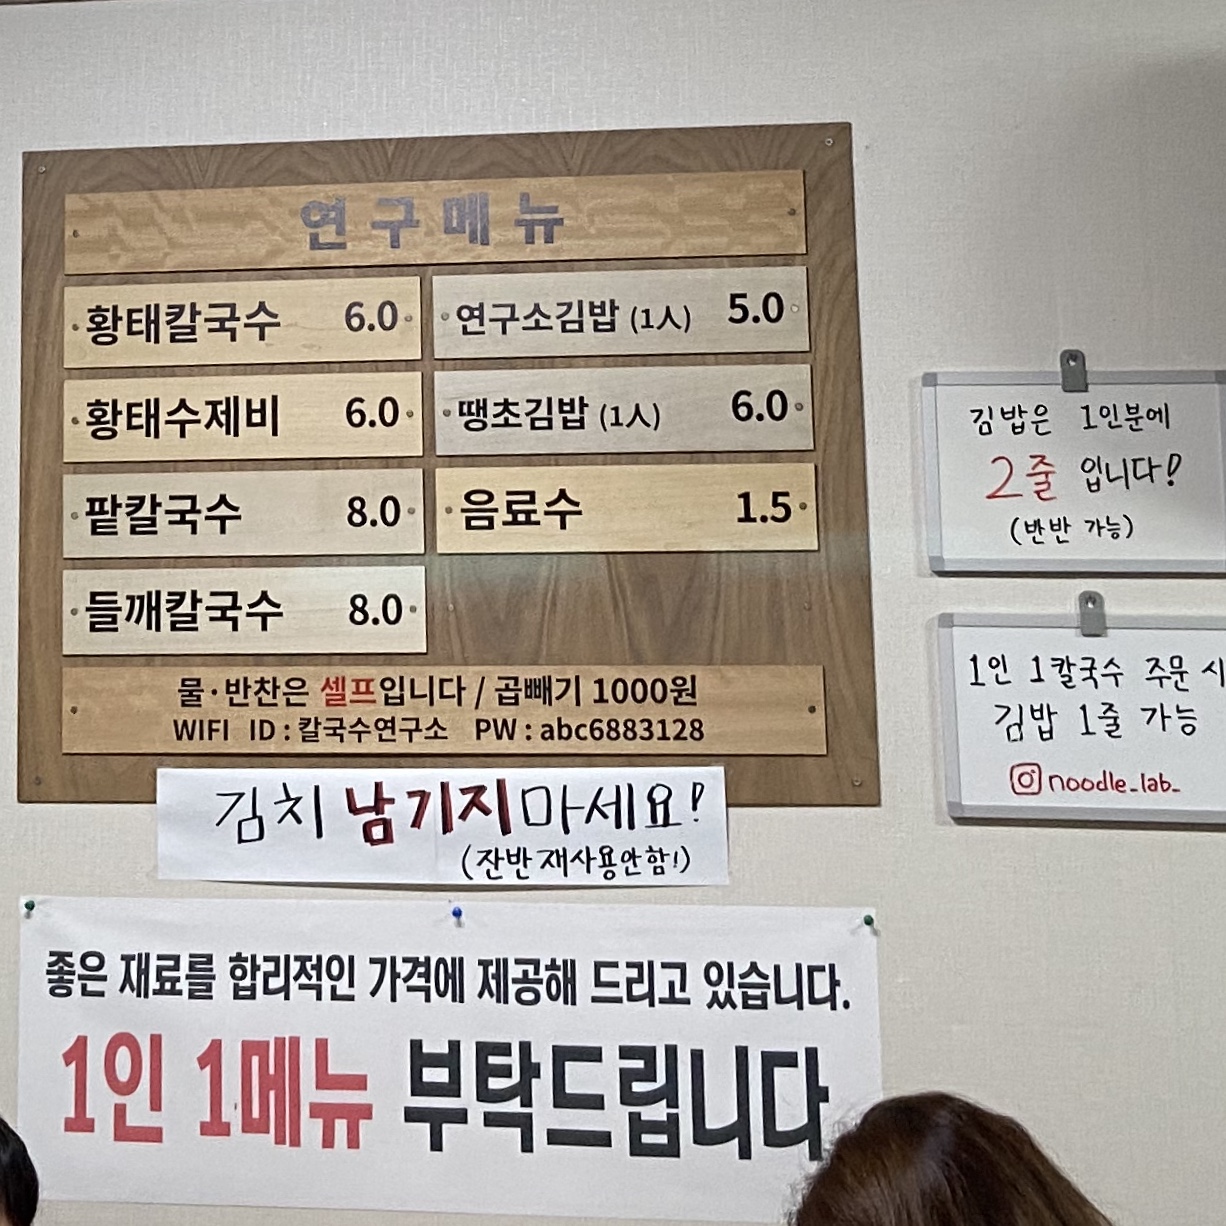 연구메뉴
황태칼국수 6.0
황태수제비 6.0
팥칼국수 8.0
들깨칼국수 8.0
연구소김밥 (1人) 5.0
땡초김밥 (1人) 6.0
음료수 1.5
물·반찬은 셀프입니다 / 곱빼기 1000원
WIFI ID : 칼국수연구소 PW : abc6883128
김치 남기지마세요!
(잔반 재사용안함!)
좋은 재료를 합리적인 가격에 제공해 드리고 있습니다.
1인 1메뉴 부탁드립니다
김밥은 1인분에
2줄 입니다!
(반반 가능)
1인 1칼국수 주문 시
김밥 1줄 가능
noodle_lab_